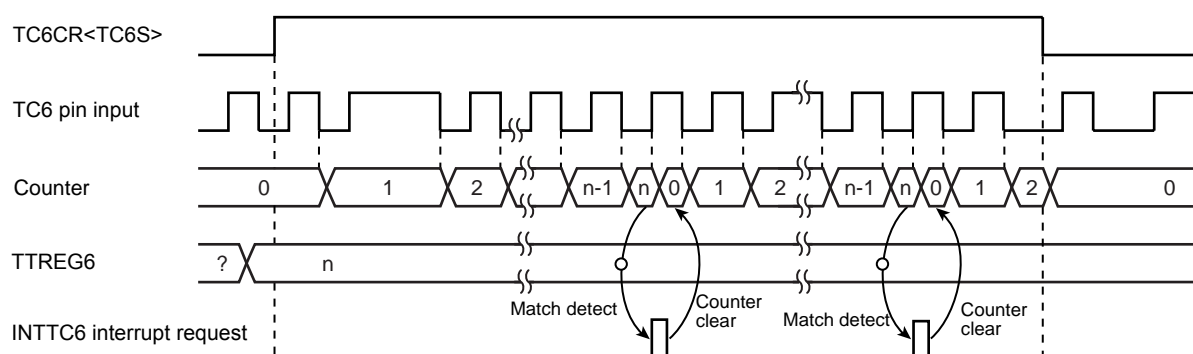 TC6CR<TC6S>
TC6 pin input
Counter
0 1 2 n-1 n 0 1 2 n-1 n 0 1 2 0
TTREG6
? n
Match detect
Counter
clear
Match detect
Counter
clear
INTTC6 interrupt request